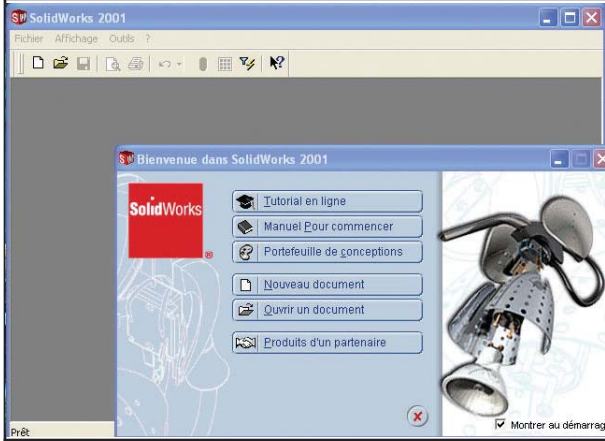 SolidWorks 2001
Fichier Affichage Outils ?
Bienvenue dans SolidWorks 2001
SolidWorks
®
Tutorial en ligne
Manuel Pour commencer
Portefeuille de conceptions
Nouveau document
Ouvrir un document
Produits d'un partenaire
Montrer au démarrag
Prêt